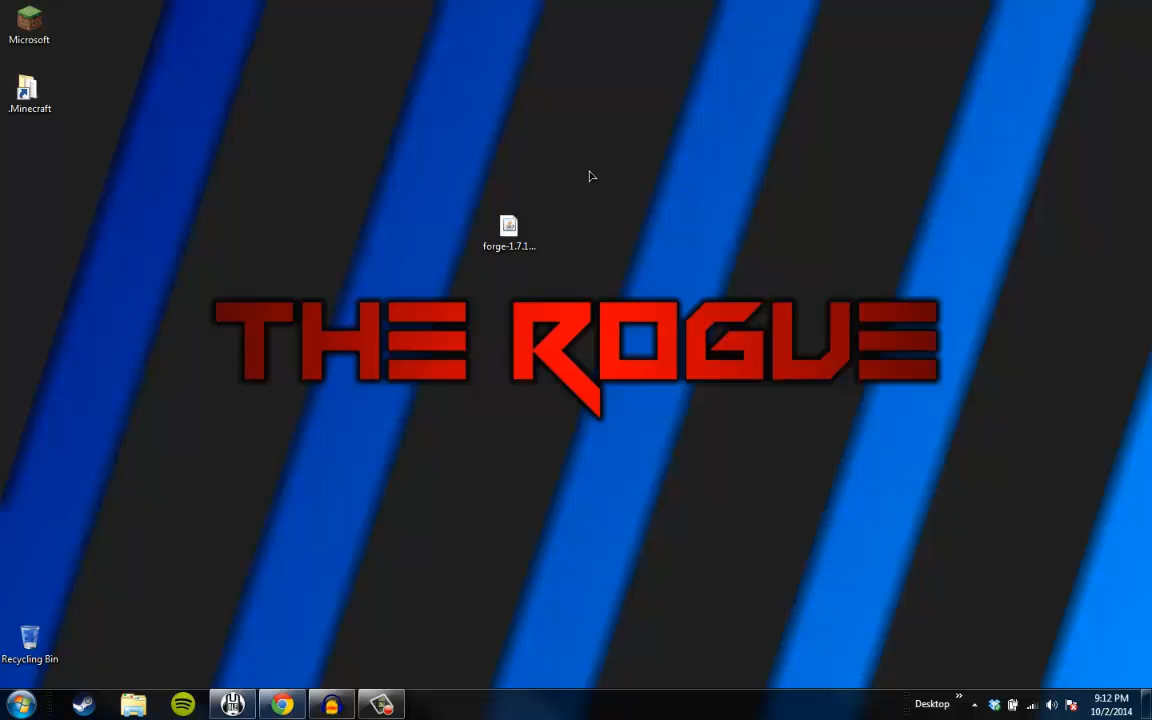 Microsoft
.Minecraft
forge-1.7.1...
THE ROGUE
Recycling Bin
Desktop
»
9:12 PM
10/2/2014